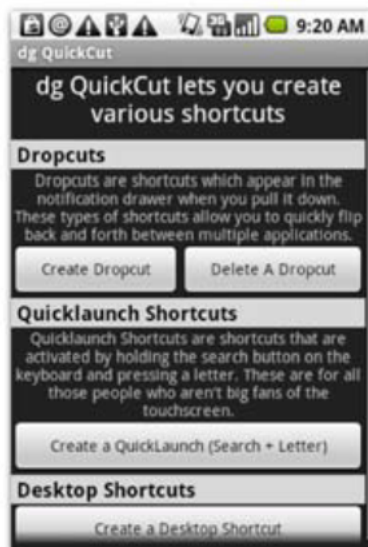 9:20 AM
dg QuickCut
dg QuickCut lets you create
various shortcuts
Dropcuts
Dropcuts are shortcuts which appear in the
notification drawer when you pull it down.
These types of shortcuts allow you to quickly flip
back and forth between multiple applications.
Create Dropcut Delete A Dropcut
Quicklaunch Shortcuts
Quicklaunch Shortcuts are shortcuts that are
activated by holding the search button on the
keyboard and pressing a letter. These are for all
those people who aren't big fans of the
touchscreen.
Create a QuickLaunch (Search + Letter)
Desktop Shortcuts
Create a Desktop Shortcut